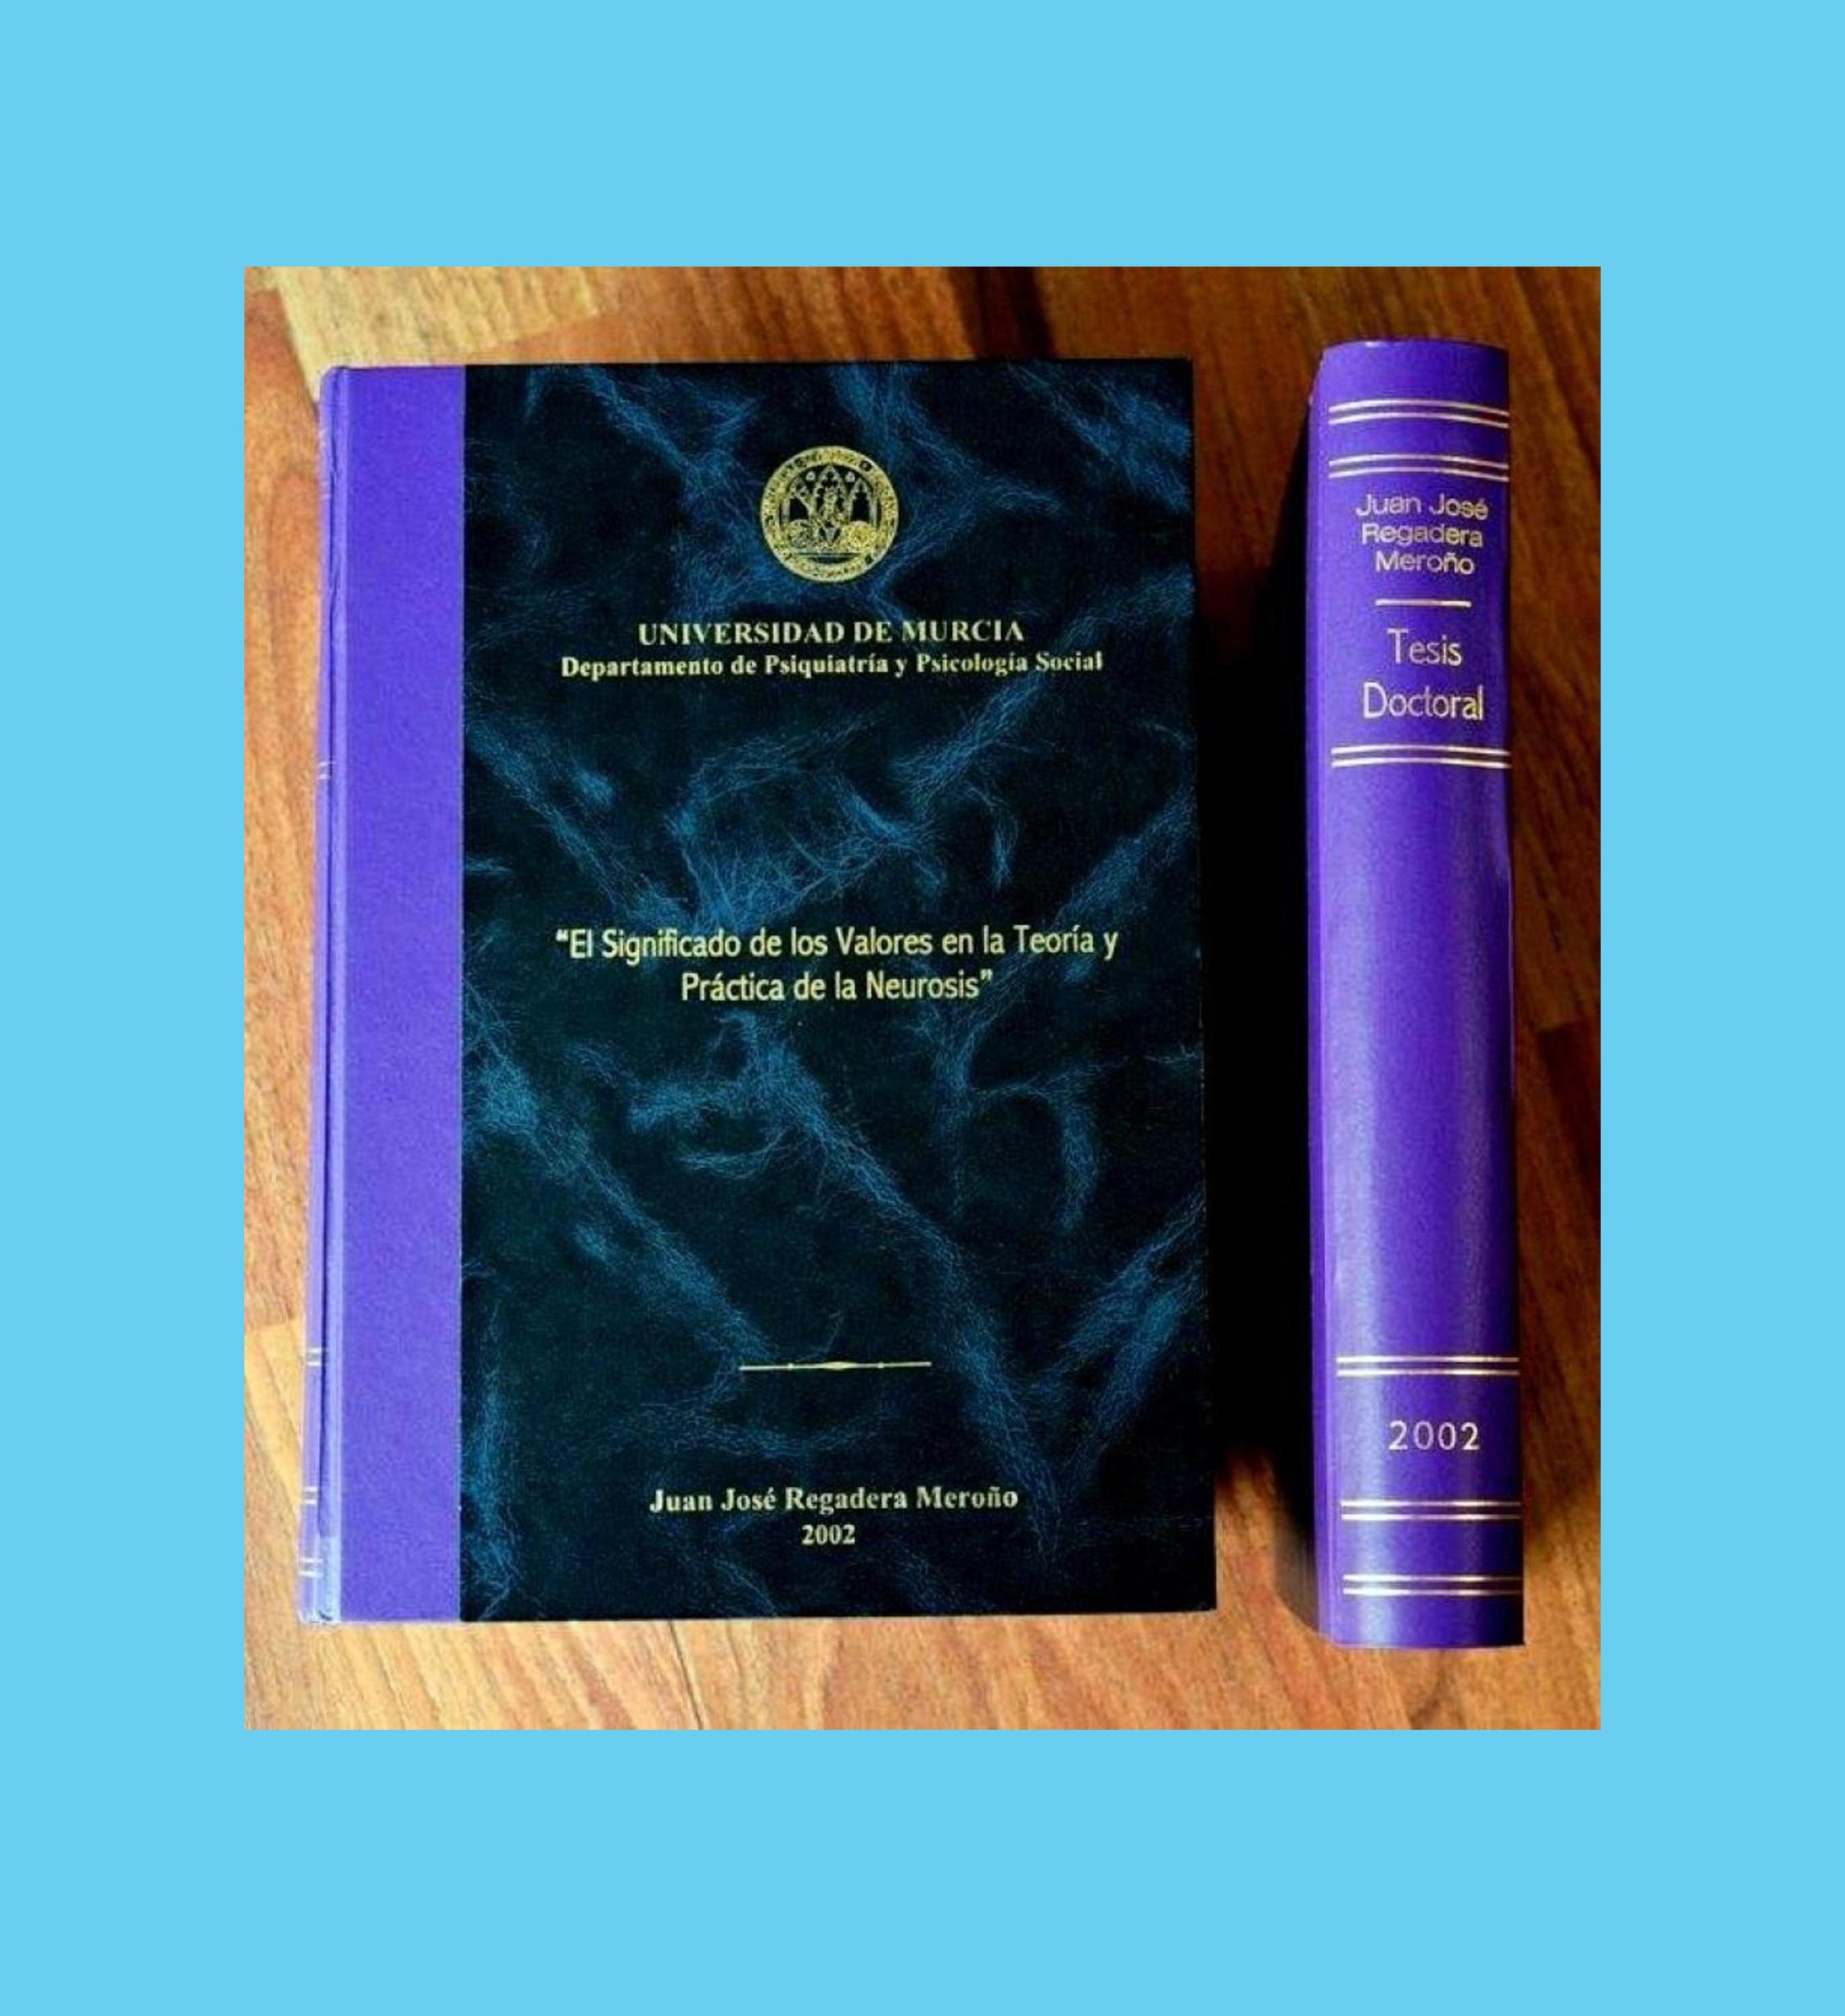 UNIVERSIDAD DE MURCIA
Departamento de Psiquiatría y Psicología Social
“El Significado de los Valores en la Teoría y
Práctica de la Neurosis”
Juan José Regadera Meroño
2002
Juan José
Regadera
Meroño
Tesis
Doctoral
2002